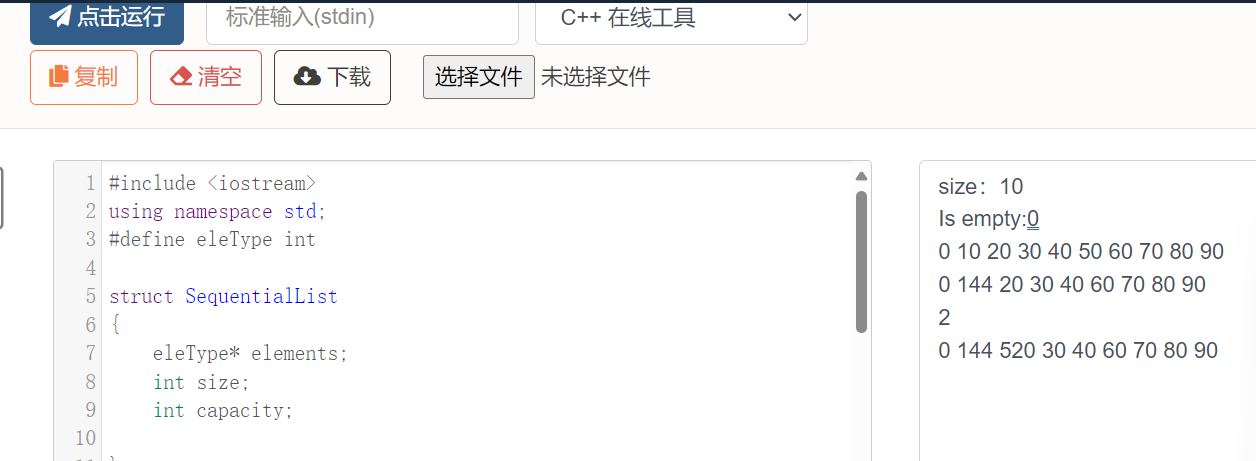 点击运行 标准输入(stdin) C++ 在线工具
复制 清空 下载 选择文件 未选择文件
1 #include <iostream>
2 using namespace std;
3 #define eleType int
4
5 struct SequentialList
6 {
7 eleType* elements;
8 int size;
9 int capacity;
10
size：10
Is empty:0
0 10 20 30 40 50 60 70 80 90
0 144 20 30 40 60 70 80 90
2
0 144 520 30 40 60 70 80 90